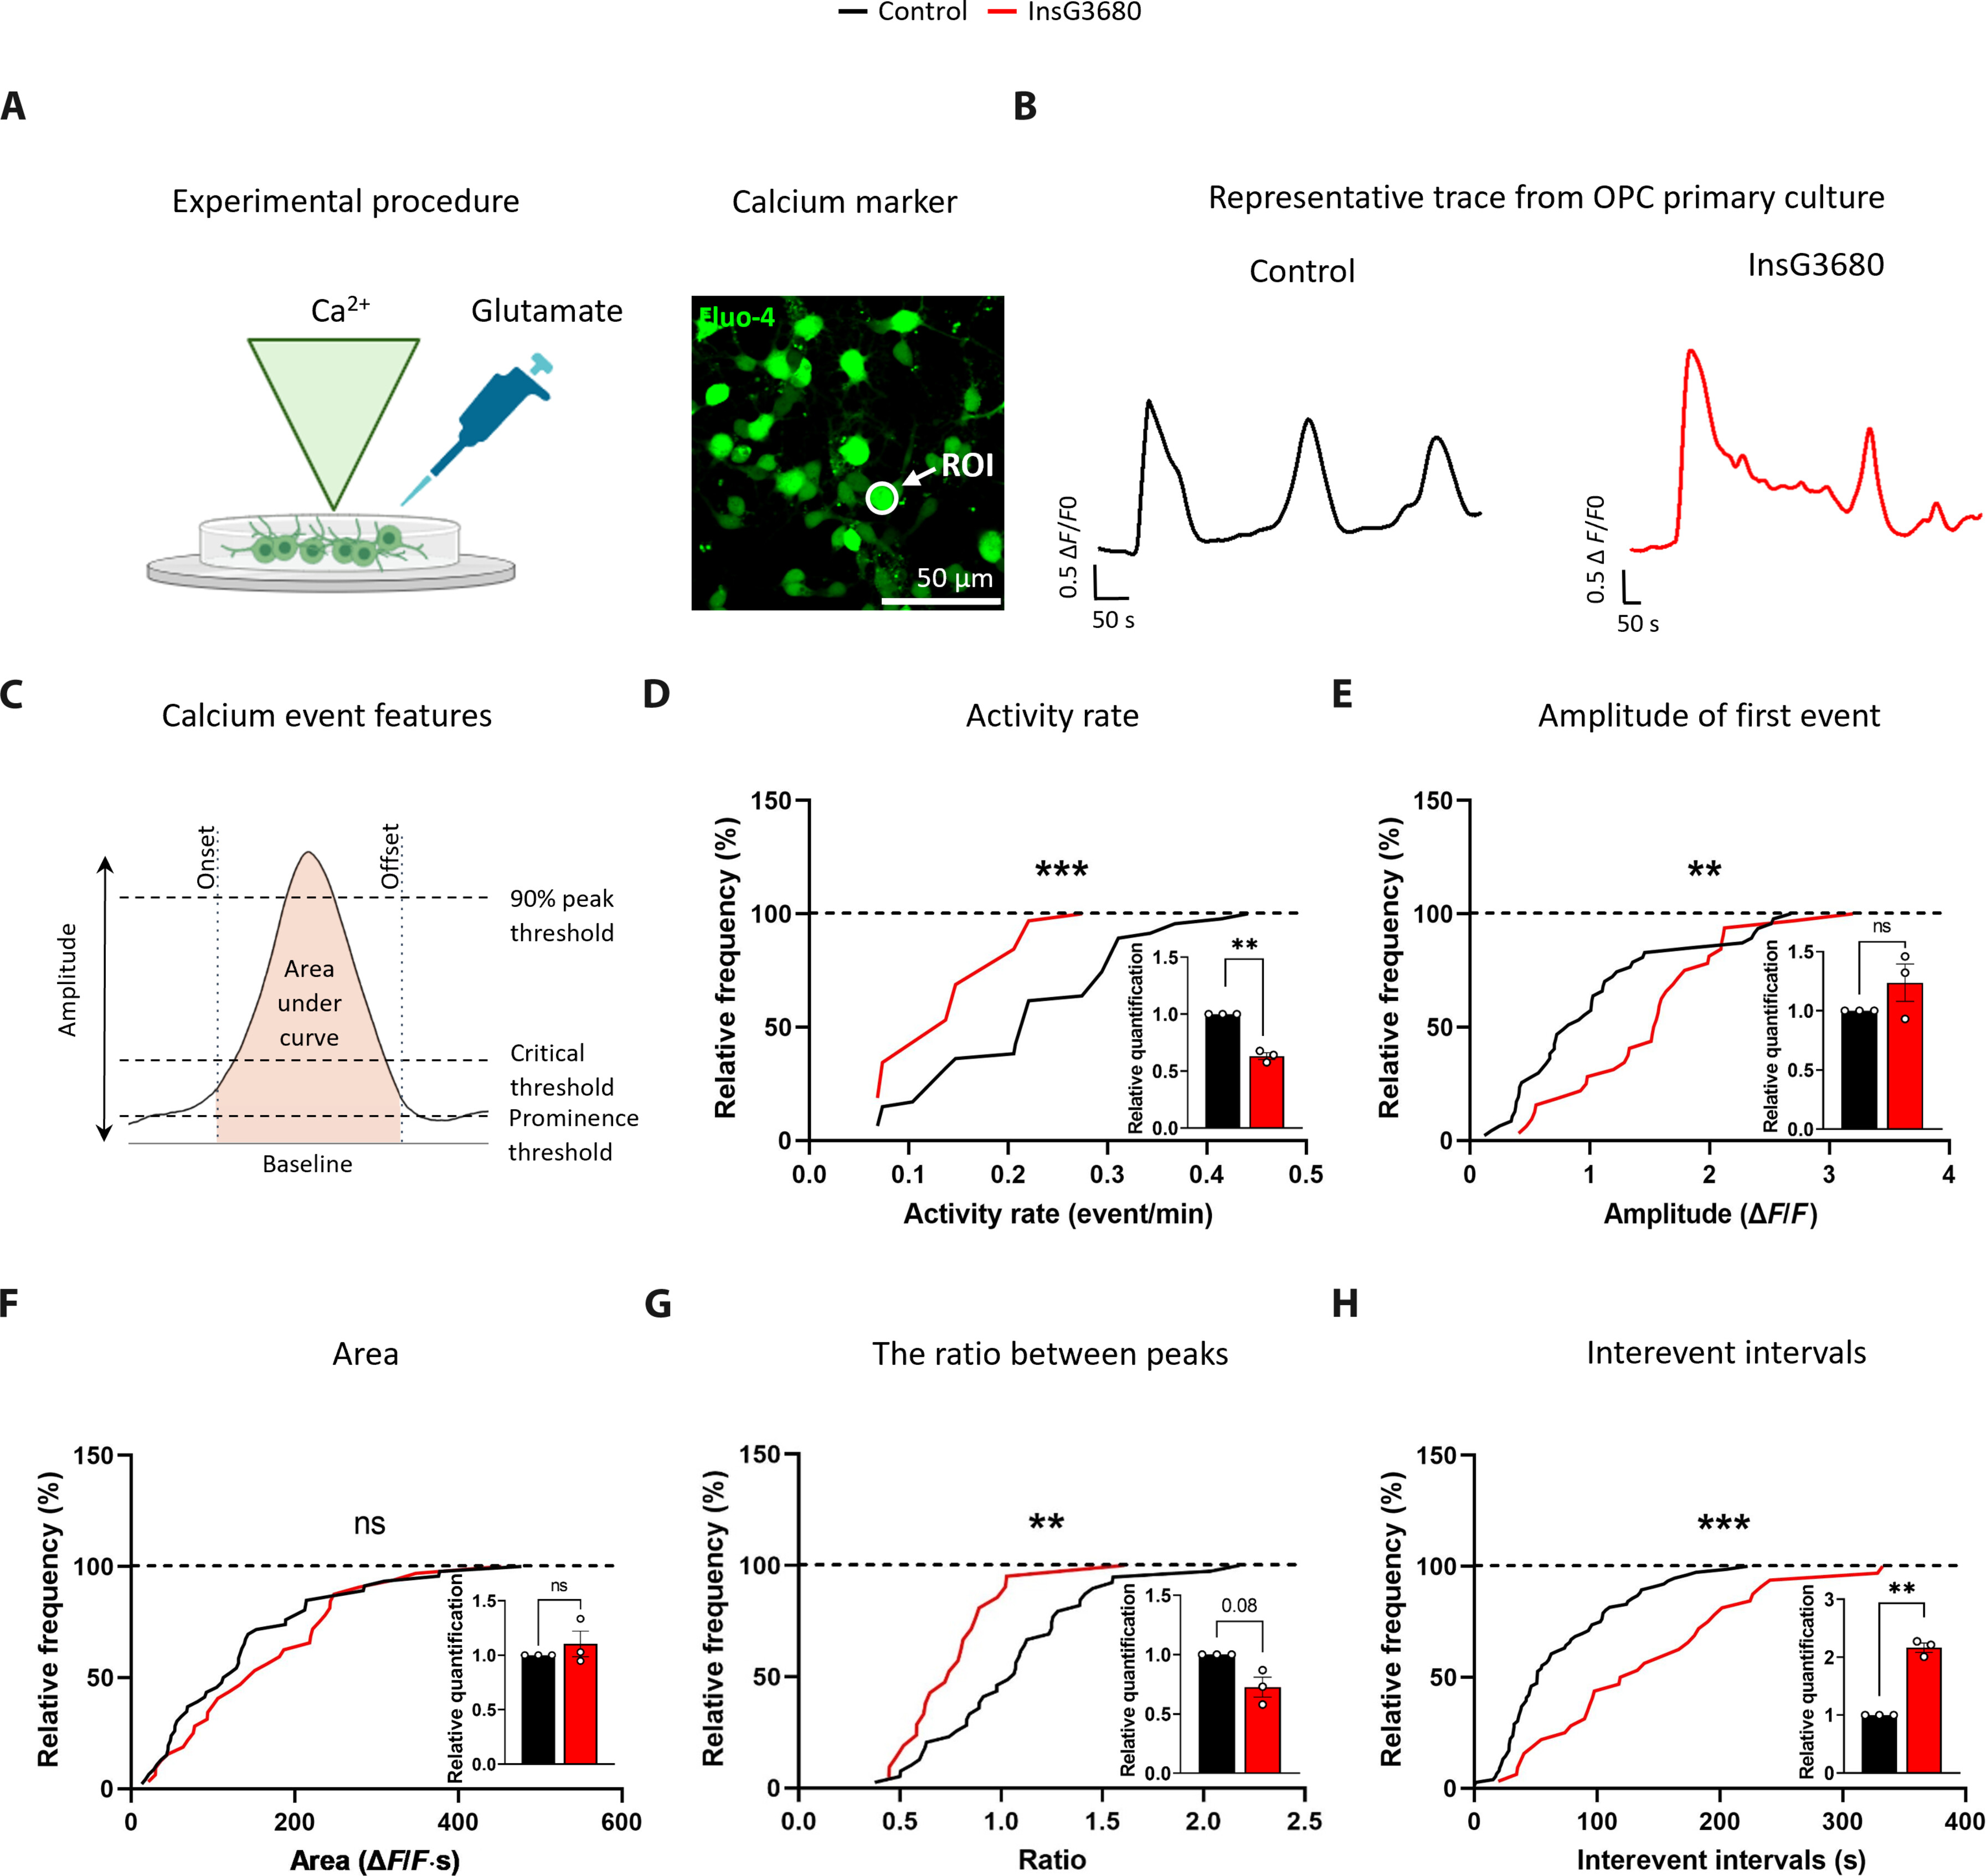 Control InsG3680
A
B
Experimental procedure
Calcium marker
Representative trace from OPC primary culture
Control
InsG3680
Ca2+
Glutamate
Fluo-4
ROI
50 µm
0.5 ΔF/F0
50 s
0.5 Δ F/F0
50 s
C
Calcium event features
Onset
Offset
Amplitude
90% peak
threshold
Area
under
curve
Critical
threshold
Prominence
threshold
Baseline
D
Activity rate
Relative frequency (%)
150
100
50
0
***
0.0 0.1 0.2 0.3 0.4 0.5
Activity rate (event/min)
Relative quantification
1.5
1.0
0.5
0.0
**
E
Amplitude of first event
Relative frequency (%)
150
100
50
0
**
0 1 2 3 4
Amplitude (ΔF/F)
Relative quantification
1.5
1.0
0.5
0.0
ns
F
Area
Relative frequency (%)
150
100
50
0
ns
0 200 400 600
Area (ΔF/F·s)
Relative quantification
1.5
1.0
0.5
0.0
ns
G
The ratio between peaks
Relative frequency (%)
150
100
50
0
**
0.0 0.5 1.0 1.5 2.0 2.5
Ratio
Relative quantification
1.5
1.0
0.5
0.0
0.08
H
Interevent intervals
Relative frequency (%)
150
100
50
0
***
0 100 200 300 400
Interevent intervals (s)
Relative quantification
3
2
1
0
**